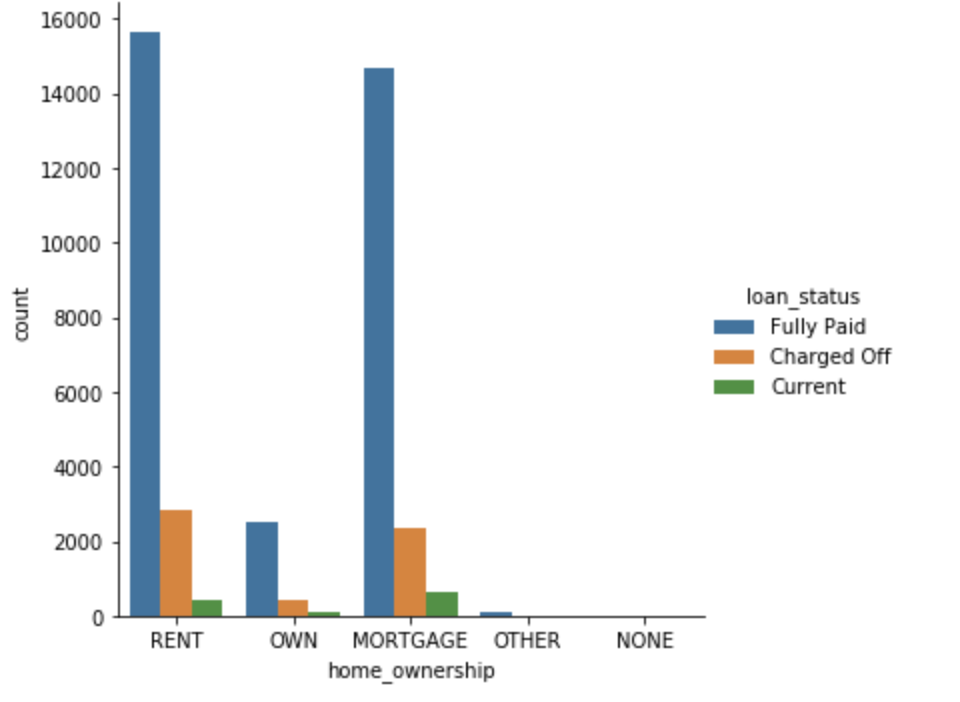 16000
14000
12000
10000
8000
6000
4000
2000
0
count
RENT OWN MORTGAGE OTHER NONE
home_ownership
loan_status
Fully Paid
Charged Off
Current